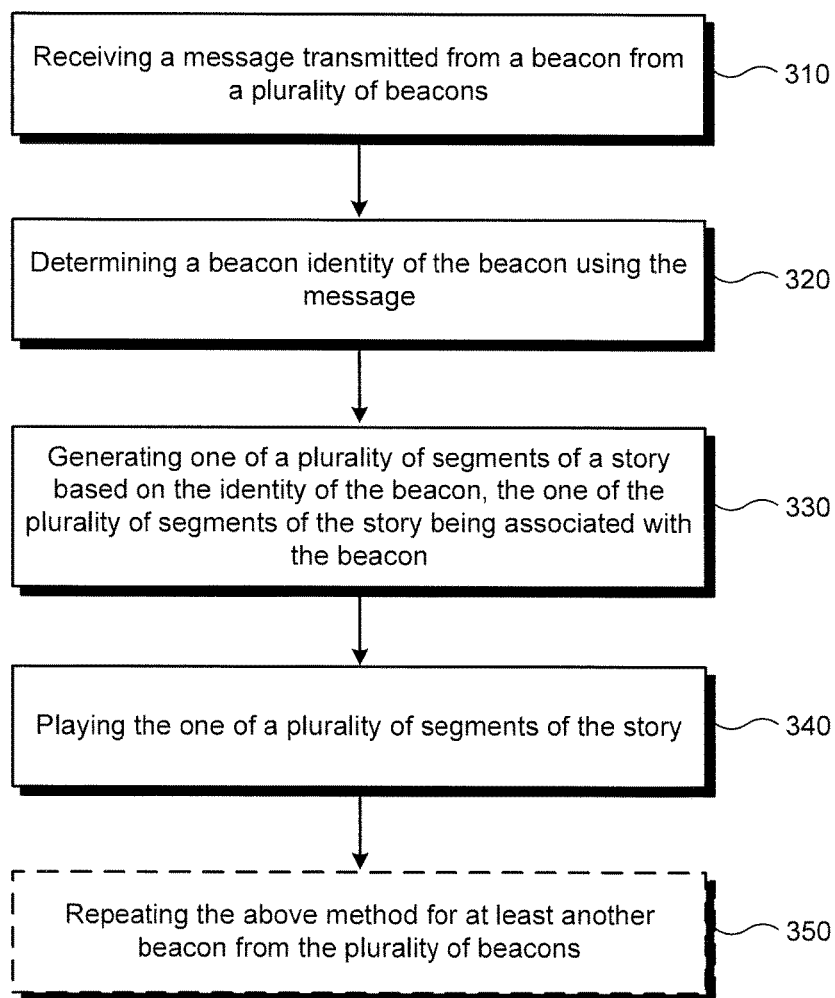 Receiving a message transmitted from a beacon from
a plurality of beacons
310
Determining a beacon identity of the beacon using the
message
320
Generating one of a plurality of segments of a story
based on the identity of the beacon, the one of the
plurality of segments of the story being associated with
the beacon
330
Playing the one of a plurality of segments of the story
340
Repeating the above method for at least another
beacon from the plurality of beacons
350